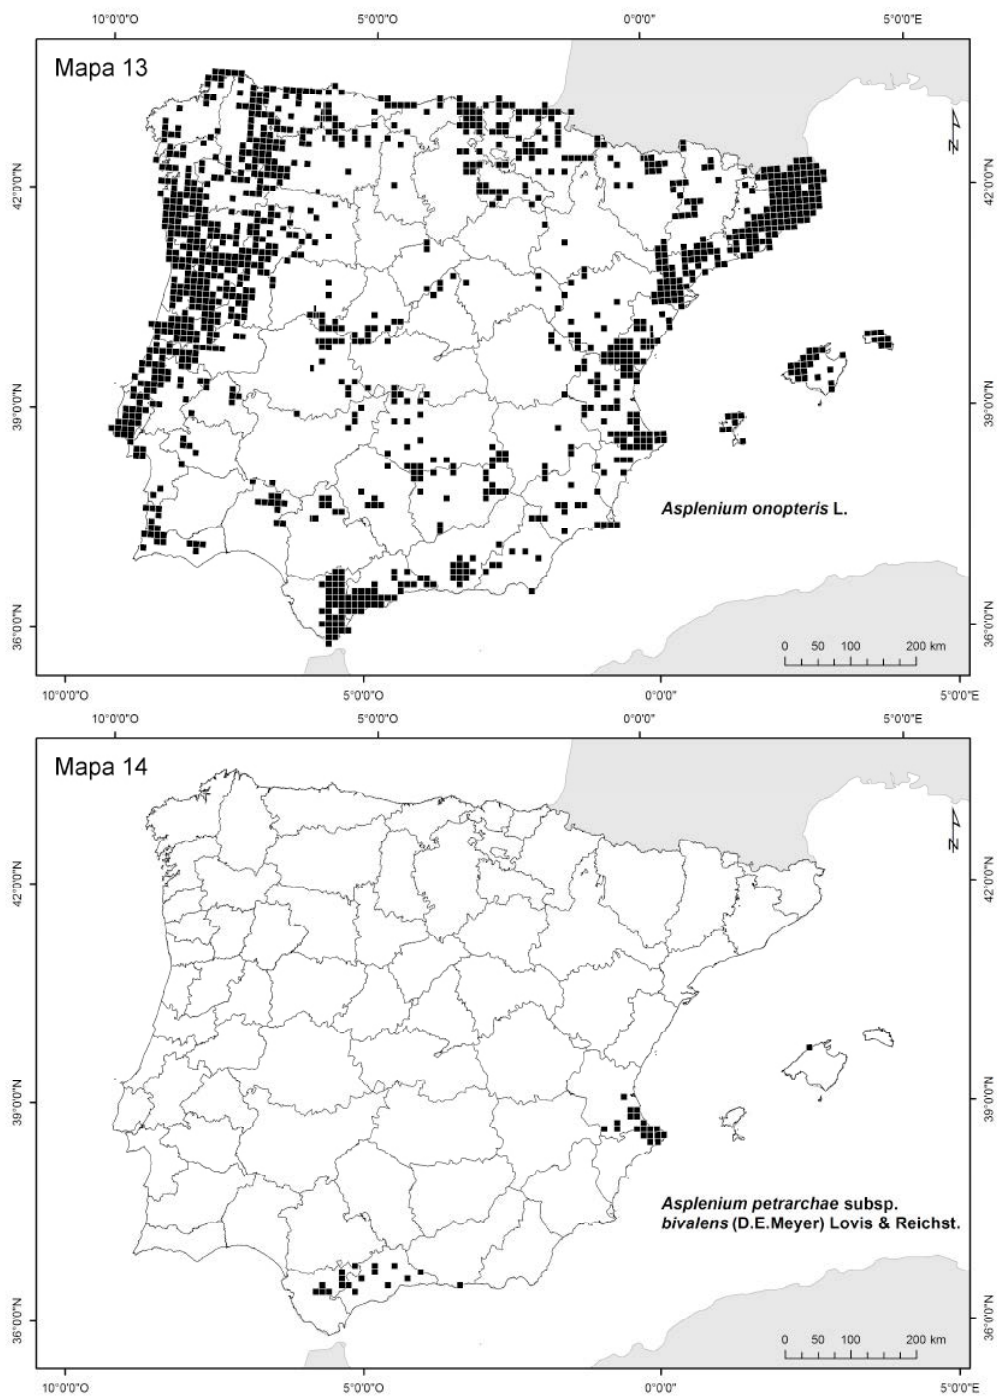 10°0'0"O 5°0'0"O 0°0'0" 5°0'0"E
Mapa 13
N
42°0'0"N 42°0'0"N
39°0'0"N 39°0'0"N
Asplenium onopteris L.
36°0'0"N 36°0'0"N
0 50 100 200 km
10°0'0"O 5°0'0"O 0°0'0" 5°0'0"E
10°0'0"O 5°0'0"O 0°0'0" 5°0'0"E
Mapa 14
N
42°0'0"N 42°0'0"N
39°0'0"N 39°0'0"N
Asplenium petrarchae subsp.
bivalens (D.E.Meyer) Lovis & Reichst.
36°0'0"N 36°0'0"N
0 50 100 200 km
10°0'0"O 5°0'0"O 0°0'0" 5°0'0"E